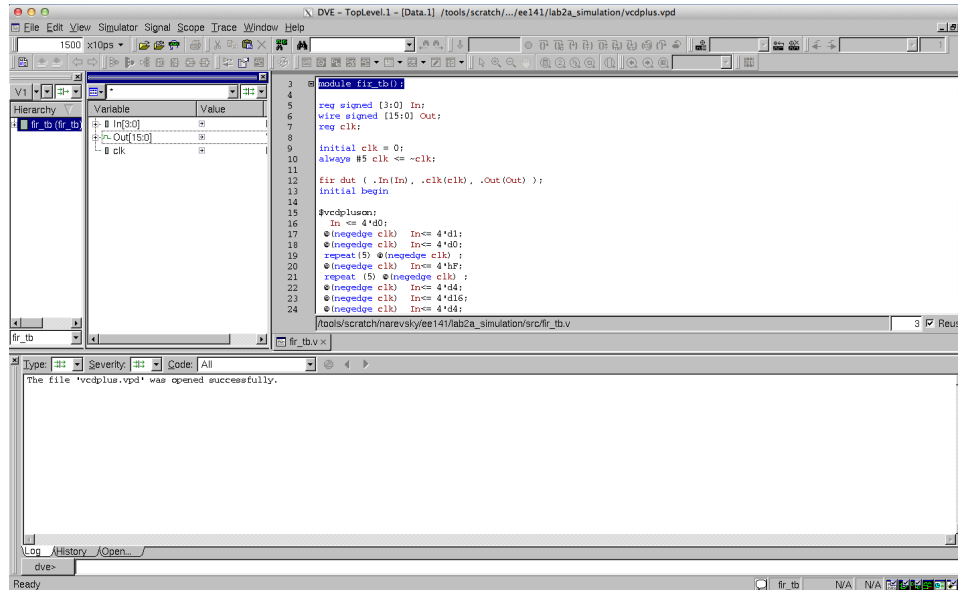 DVE - TopLevel.1 - [Data.1] /tools/scratch/.../ee141/lab2a_simulation/vcdplus.vpd
File Edit View Simulator Signal Scope Trace Window Help
1500 x10ps
1
V1
*
Hierarchy
Variable Value
fir_tb (fir_tb)
In[3:0]
Out[15:0]
clk
3 module fir_tb();
4
5 reg signed [3:0] In;
6 wire signed [15:0] Out;
7 reg clk;
8
9 initial clk = 0;
10 always #5 clk <= ~clk;
11
12 fir dut ( .In(In), .clk(clk), .Out(Out) );
13 initial begin
14
15 $vcdpluson;
16 In <= 4'd0;
17 @(negedge clk) In<= 4'd1;
18 @(negedge clk) In<= 4'd0;
19 repeat(5) @(negedge clk) ;
20 @(negedge clk) In<= 4'hF;
21 repeat (5) @(negedge clk) ;
22 @(negedge clk) In<= 4'd4;
23 @(negedge clk) In<= 4'd16;
24 @(negedge clk) In<= 4'd4;
/tools/scratch/narevsky/ee141/lab2a_simulation/src/fir_tb.v
3 Reus
fir_tb
fir_tb.v ×
Type: Severity: Code: All
The file 'vcdplus.vpd' was opened successfully.
Log History Open...
dve>
Ready
fir_tb N/A N/A